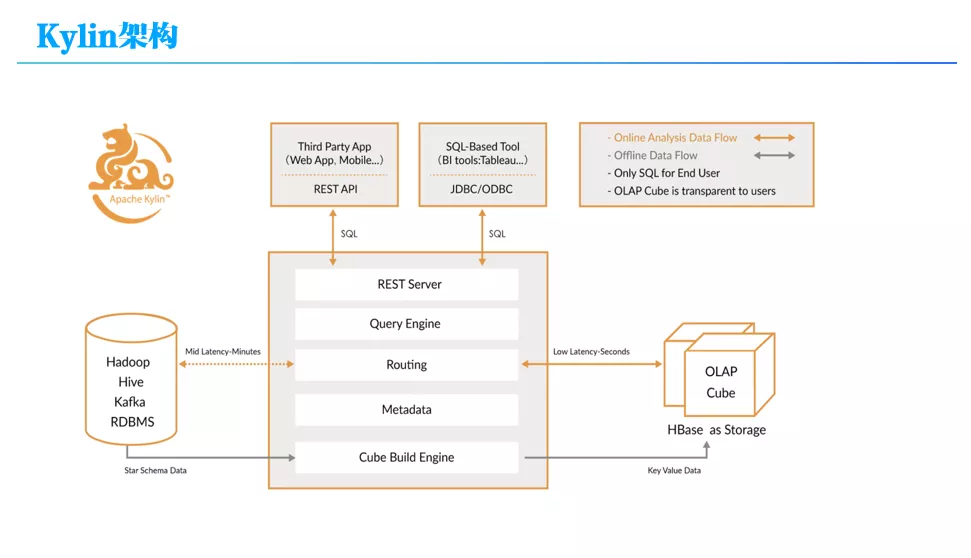 Kylin架构
Apache Kylin™
Third Party App
(Web App, Mobile...)
REST API
SQL-Based Tool
(BI tools:Tableau...)
JDBC/ODBC
- Online Analysis Data Flow
- Offline Data Flow
- Only SQL for End User
- OLAP Cube is transparent to users
SQL
SQL
REST Server
Query Engine
Routing
Metadata
Cube Build Engine
Hadoop
Hive
Kafka
RDBMS
Mid Latency-Minutes
Low Latency-Seconds
OLAP
Cube
HBase as Storage
Star Schema Data
Key Value Data